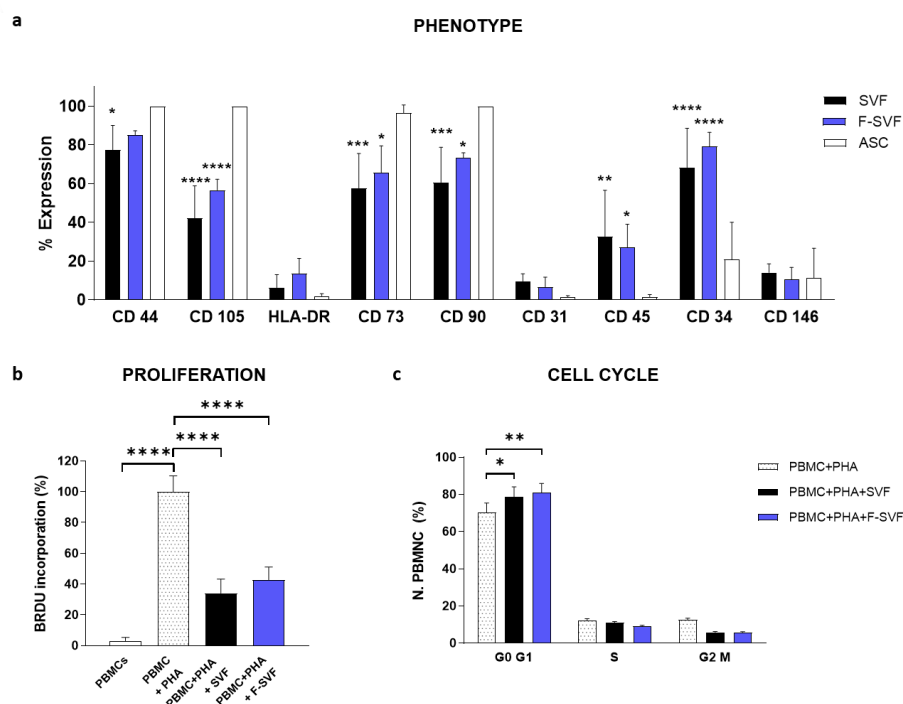 a
PHENOTYPE
% Expression
100
80
60
40
20
0
*
****
****
***
*
***
*
**
*
****
****
SVF
F-SVF
ASC
CD 44 CD 105 HLA-DR CD 73 CD 90 CD 31 CD 45 CD 34 CD 146
b
PROLIFERATION
BRDU incorporation (%)
120
100
80
60
40
20
0
****
****
****
PBMCs
PBMC
+ PHA
PBMC+PHA
+ SVF
PBMC+PHA
+ F-SVF
c
CELL CYCLE
N. PBMNC (%)
100
80
60
40
20
0
**
*
PBMC+PHA
PBMC+PHA+SVF
PBMC+PHA+F-SVF
G0 G1 S G2 M